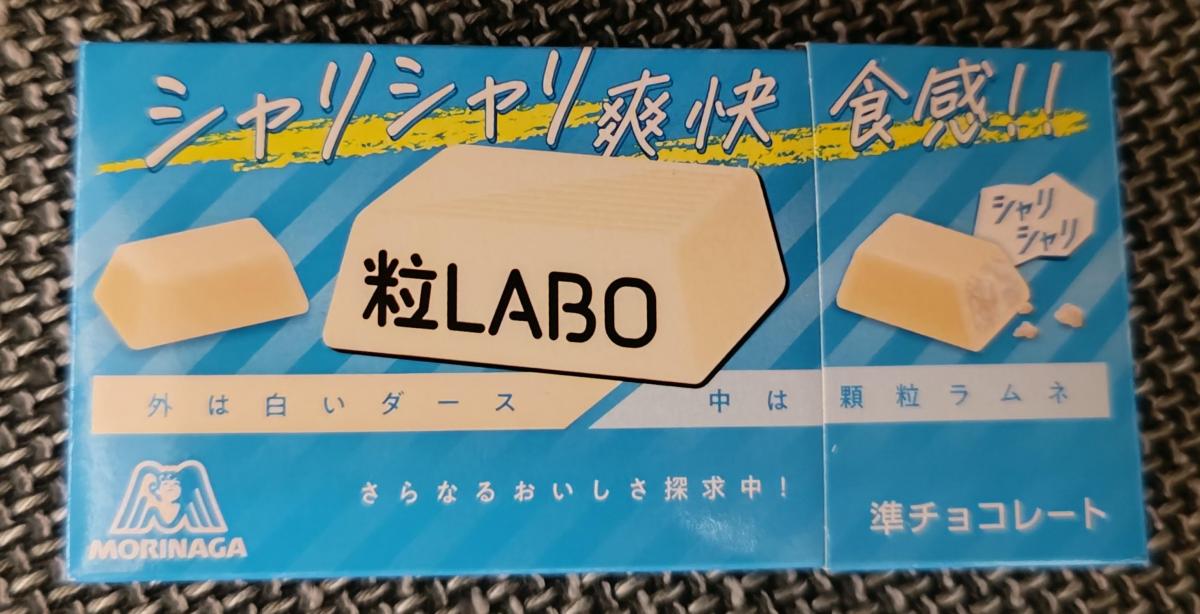 シャリシャリ爽快食感!!
シャリ
シャリ
粒LABO
外は白いダース
中は顆粒ラムネ
さらなるおいしさ探求中!
MORINAGA
準チョコレート